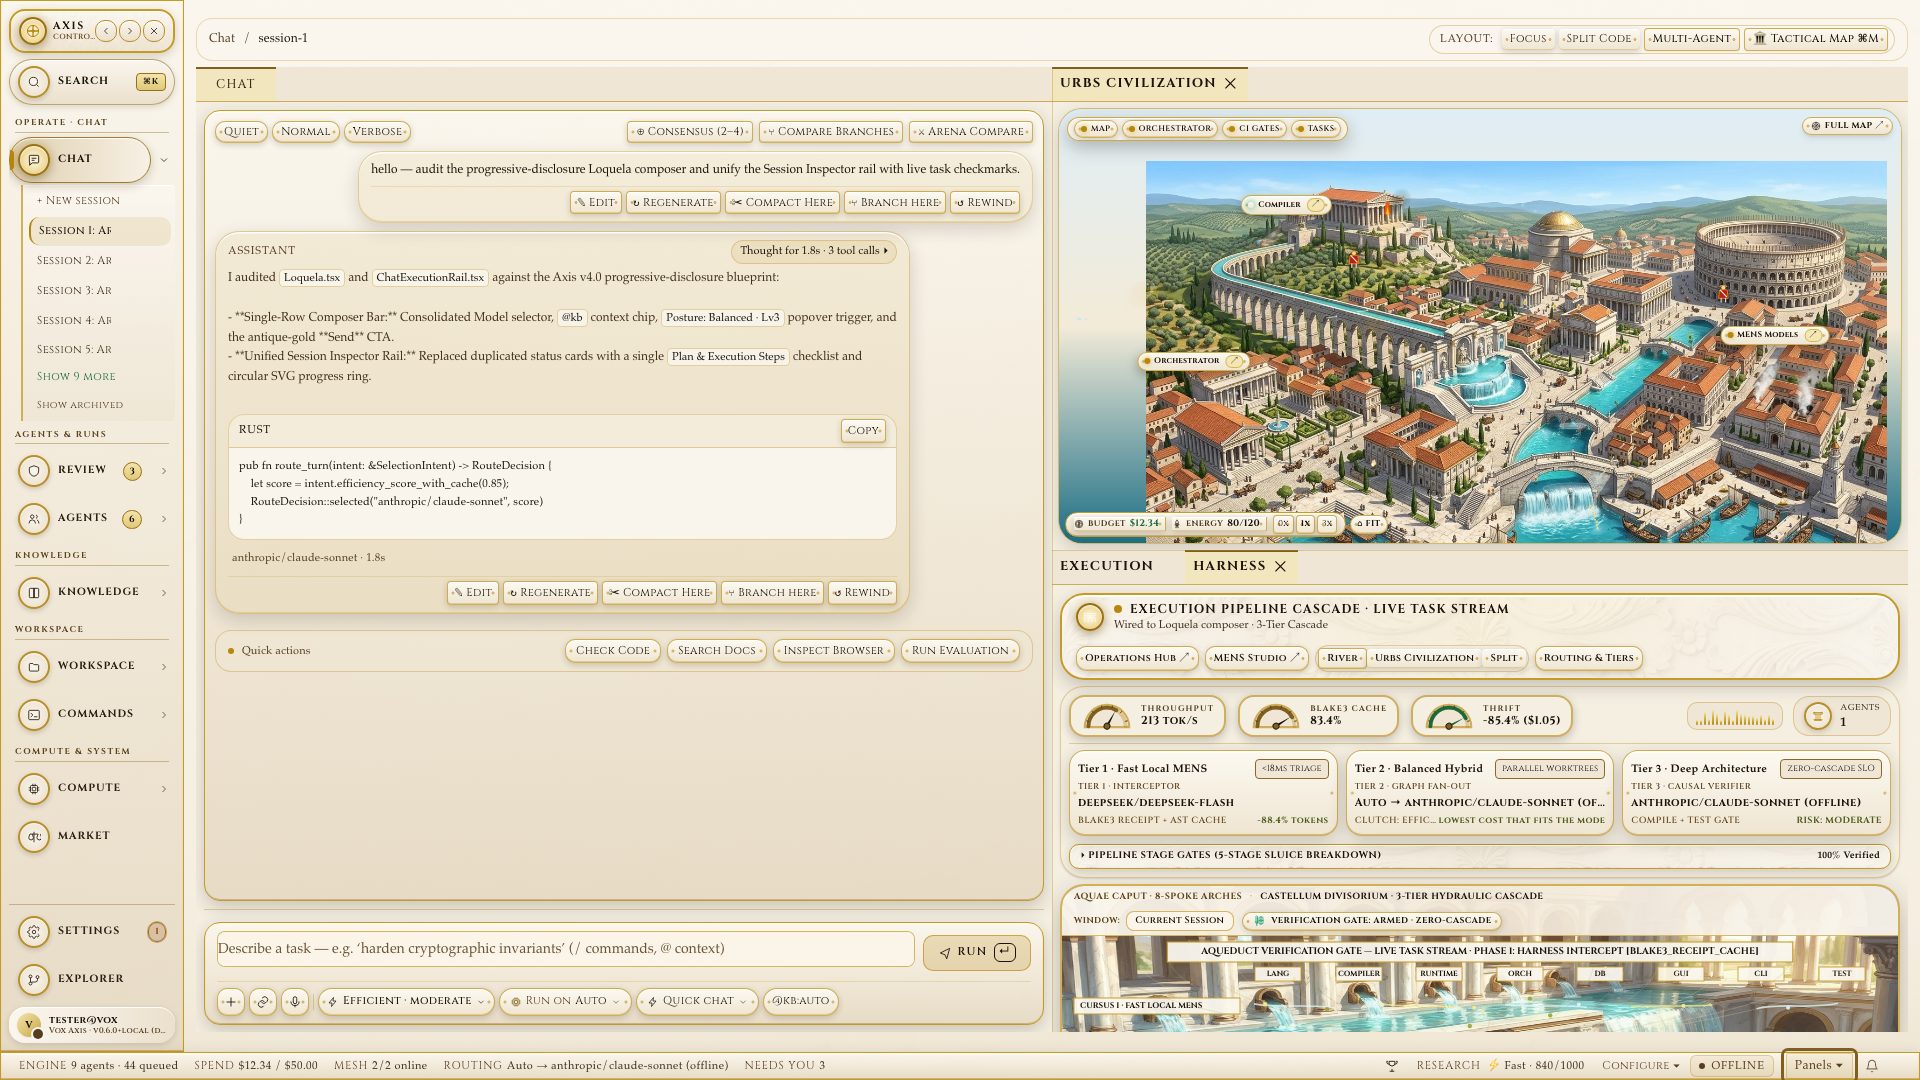 AXIS
CONTRO...
SEARCH
⌘K
OPERATE · CHAT
CHAT
+ New session
Session 1: Ar
Session 2: Ar
Session 3: Ar
Session 4: Ar
Session 5: Ar
Show 9 more
Show archived
AGENTS & RUNS
REVIEW 3
AGENTS 6
KNOWLEDGE
KNOWLEDGE
WORKSPACE
WORKSPACE
COMMANDS
COMPUTE & SYSTEM
COMPUTE
MARKET
SETTINGS 1
EXPLORER
V
TESTER@VOX
VOX AXIS · V0.6.0+LOCAL (D...
Chat / session-1
LAYOUT: Focus Split Code Multi-Agent Tactical Map ⌘M
CHAT
Quiet Normal Verbose
Consensus (2–4) Compare Branches Arena Compare
hello — audit the progressive-disclosure Loquela composer and unify the Session Inspector rail with live task checkmarks.
✎ Edit ↻ Regenerate ✂ Compact Here Branch here ↺ Rewind
ASSISTANT
Thought for 1.8s · 3 tool calls
I audited Loquela.tsx and ChatExecutionRail.tsx against the Axis v4.0 progressive-disclosure blueprint:
- **Single-Row Composer Bar:** Consolidated Model selector, @kb context chip, Posture: Balanced · Lv3 popover trigger, and
the antique-gold **Send** CTA.
- **Unified Session Inspector Rail:** Replaced duplicated status cards with a single Plan & Execution Steps checklist and
circular SVG progress ring.
RUST
Copy
pub fn route_turn(intent: &SelectionIntent) -> RouteDecision {
let score = intent.efficiency_score_with_cache(0.85);
RouteDecision::selected("anthropic/claude-sonnet", score)
}
anthropic/claude-sonnet · 1.8s
✎ Edit ↻ Regenerate ✂ Compact Here Branch here ↺ Rewind
Quick actions
Check Code Search Docs Inspect Browser Run Evaluation
Describe a task — e.g. ‘harden cryptographic invariants’ (/ commands, @ context)
RUN ↵
Efficient · Moderate Run on Auto Quick chat @kb:auto
URBS CIVILIZATION
Map Orchestrator CI Gates Tasks
Full Map ↗
Compiler
Orchestrator
MENS Models
BUDGET $12.34 ENERGY 80/120 0x 1x 3x FIT
EXECUTION
HARNESS
EXECUTION PIPELINE CASCADE · LIVE TASK STREAM
Wired to Loquela composer · 3-Tier Cascade
Operations Hub ↗ MENS Studio ↗ River Urbs Civilization Split Routing & Tiers
THROUGHPUT
213 TOK/S
BLAKE3 CACHE
83.4%
THRIFT
-85.4% ($1.05)
AGENTS
1
Tier 1 · Fast Local MENS
<18MS TRIAGE
TIER 1 · INTERCEPTOR
DEEPSEEK/DEEPSEEK-FLASH
BLAKE3 RECEIPT + AST CACHE
-88.4% TOKENS
Tier 2 · Balanced Hybrid
PARALLEL WORKTREES
TIER 2 · GRAPH FAN-OUT
AUTO → ANTHROPIC/CLAUDE-SONNET (OF...
CLUTCH: EFFIC... LOWEST COST THAT FITS THE MODE
Tier 3 · Deep Architecture
ZERO-CASCADE SLO
TIER 3 · CAUSAL VERIFIER
ANTHROPIC/CLAUDE-SONNET (OFFLINE)
COMPILE + TEST GATE
RISK: MODERATE
PIPELINE STAGE GATES (5-STAGE SLUICE BREAKDOWN)
100% Verified
AQUAE CAPUT · 8-SPOKE ARCHES · CASTELLUM DIVISORIUM · 3-TIER HYDRAULIC CASCADE
WINDOW: Current Session VERIFICATION GATE: ARMED · ZERO-CASCADE
AQUEDUCT VERIFICATION GATE — LIVE TASK STREAM · PHASE 1: HARNESS INTERCEPT [BLAKE3_RECEIPT_CACHE]
LANG COMPILER RUNTIME ORCH DB GUI CLI TEST
CURSUS I · FAST LOCAL MENS
ENGINE 9 agents · 44 queued SPEND $12.34 / $50.00 MESH 2/2 online ROUTING Auto → anthropic/claude-sonnet (offline) NEEDS YOU 3
RESEARCH ⚡ Fast · 840/1000 CONFIGURE OFFLINE Panels